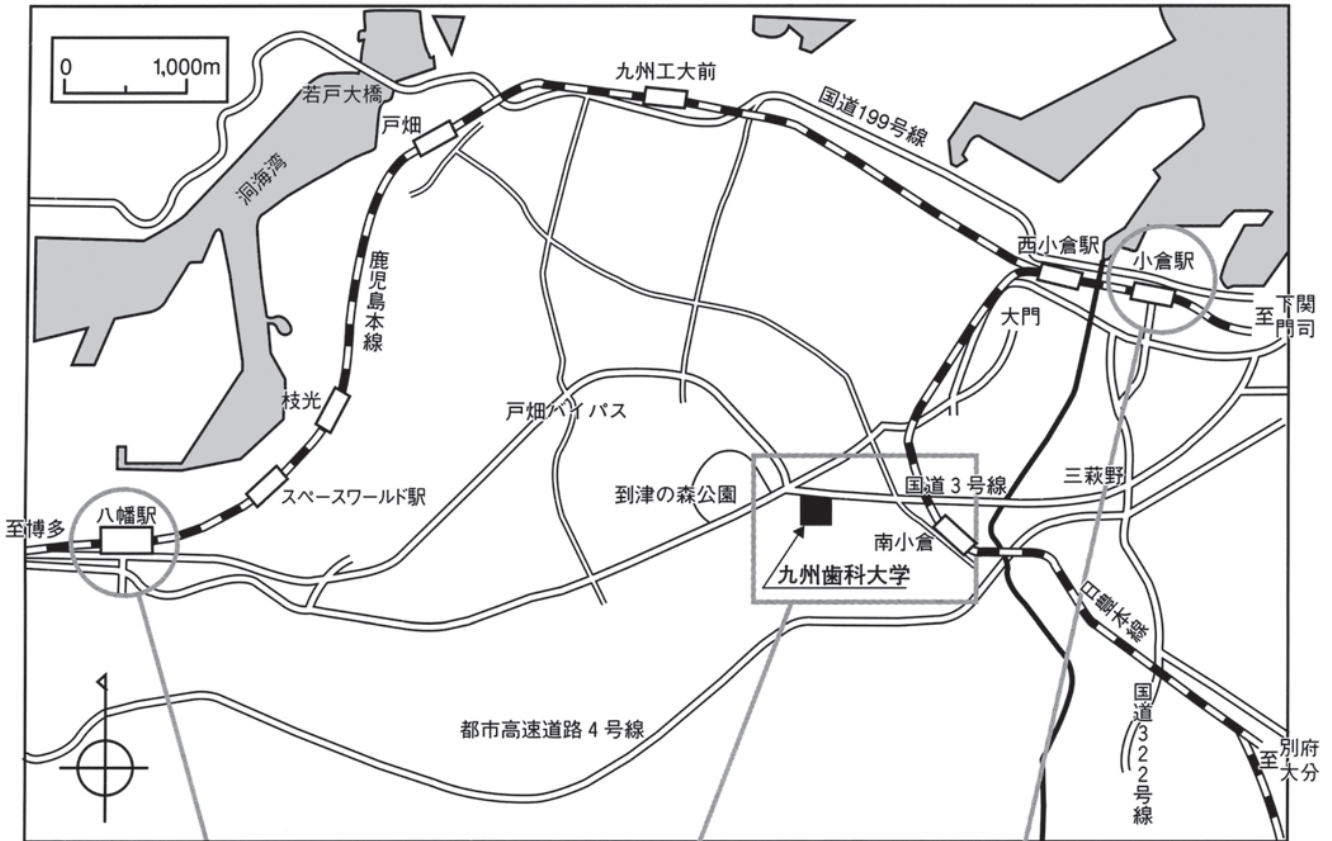 0 1,000m
若戸大橋
九州工大前
戸畑
国道199号線
洞海湾
鹿児島本線
西小倉駅
小倉駅
至 下関
門司
大門
枝光
戸畑バイパス
三萩野
スペースワールド駅
到津の森公園
国道3号線
至博多
八幡駅
南小倉
九州歯科大学
日豊本線
都市高速道路4号線
国道322号線
至 別府
大分